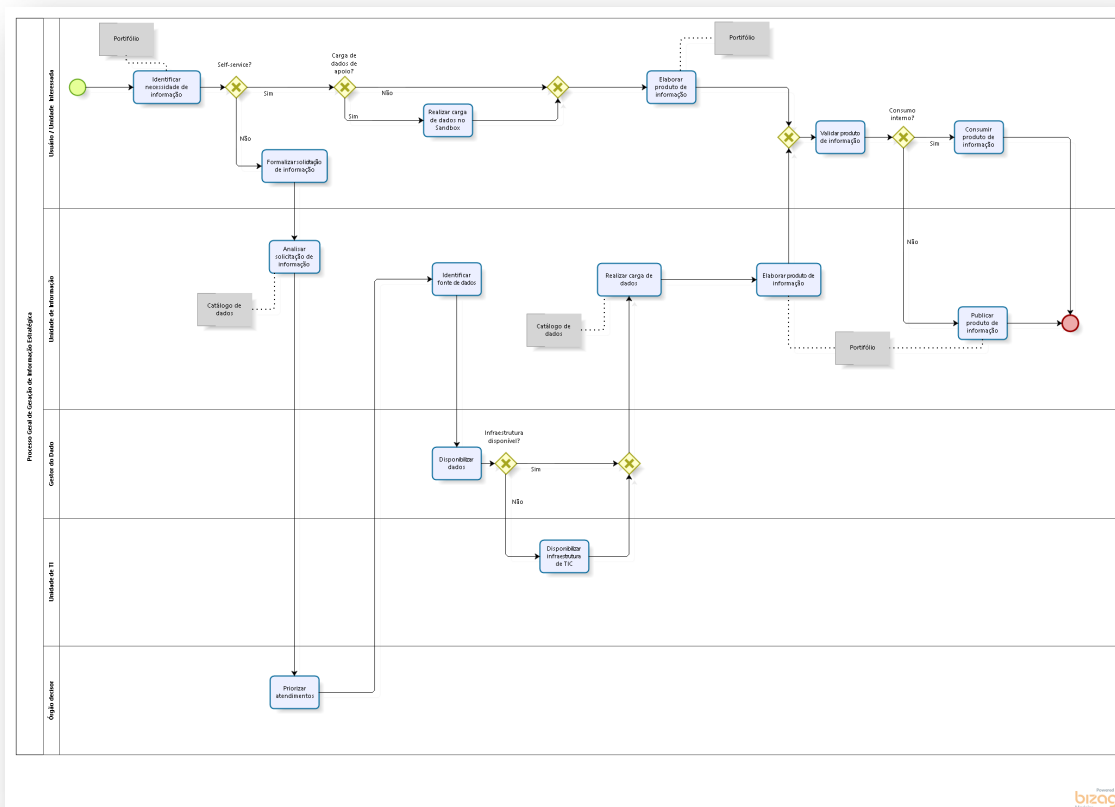 Processo Geral de Geração de Informação Estratégica
Usuário / Unidade Interessada
Portifólio
Identificar
necessidade de
informação
Self-service?
Sim
Não
Carga de
dados de
apoio?
Não
Sim
Realizar carga
de dados no
Sandbox
Formalizar solicitação
de informação
Elaborar
produto de
informação
Portifólio
Validar produto
de informação
Consumo
interno?
Sim
Não
Consumir
produto de
informação
Unidade de Informação
Analisar
solicitação de
informação
Catálogo de
dados
Identificar
fonte de dados
Realizar carga de
dados
Catálogo de
dados
Elaborar produto de
informação
Portifólio
Publicar
produto de
informação
Gestor do Dado
Disponibilizar
dados
Infraestrutura
disponível?
Sim
Não
Unidade de TI
Disponibilizar
infraestrutura
de TIC
Órgão decisor
Priorizar
atendimentos